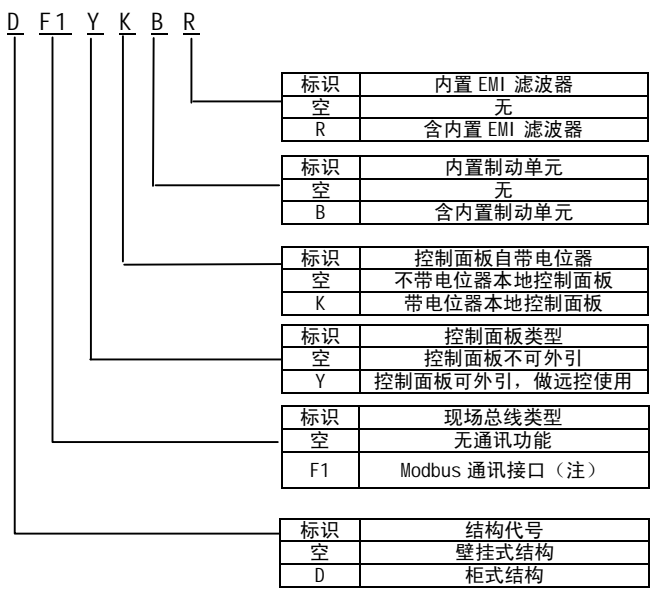 D F1 Y K B R
标识 内置 EMI 滤波器
空 无
R 含内置 EMI 滤波器
标识 内置制动单元
空 无
B 含内置制动单元
标识 控制面板自带电位器
空 不带电位器本地控制面板
K 带电位器本地控制面板
标识 控制面板类型
空 控制面板不可外引
Y 控制面板可外引，做远控使用
标识 现场总线类型
空 无通讯功能
F1 Modbus 通讯接口（注）
标识 结构代号
空 壁挂式结构
D 柜式结构